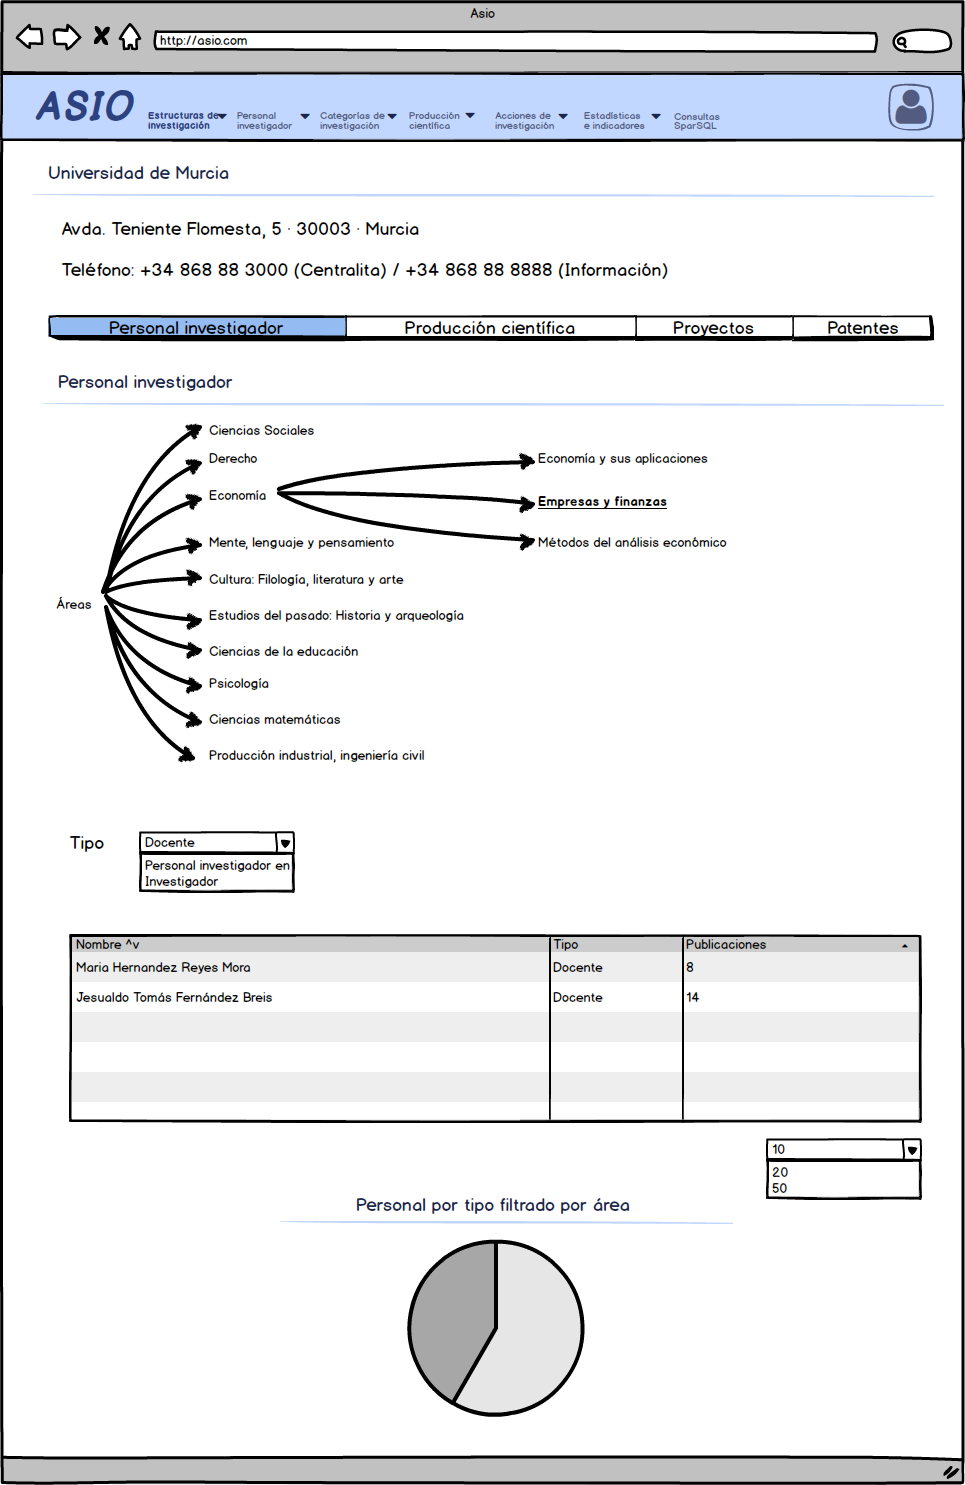 Asio
http://asio.com
ASIO
Estructuras de investigación
Personal investigador
Categorías de investigación
Producción científica
Acciones de investigación
Estadísticas e indicadores
Consultas SparSQL
Universidad de Murcia
Avda. Teniente Flomesta, 5 · 30003 · Murcia
Teléfono: +34 868 88 3000 (Centralita) / +34 868 88 8888 (Información)
Personal investigador Producción científica Proyectos Patentes
Personal investigador
Ciencias Sociales
Derecho
Economía y sus aplicaciones
Economía
Empresas y finanzas
Mente, lenguaje y pensamiento
Métodos del análisis económico
Cultura: Filología, literatura y arte
Áreas
Estudios del pasado: Historia y arqueología
Ciencias de la educación
Psicología
Ciencias matemáticas
Producción industrial, ingeniería civil
Tipo Docente
Personal investigador en
Investigador
Nombre ^v Tipo Publicaciones
Maria Hernandez Reyes Mora Docente 8
Jesualdo Tomás Fernández Breis Docente 14
10
20
50
Personal por tipo filtrado por área